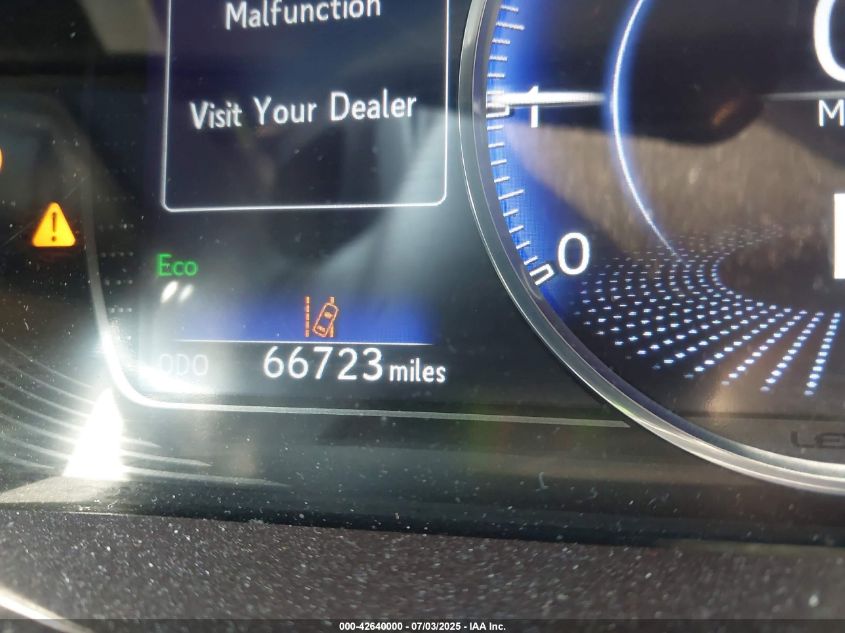 Malfunction
Visit Your Dealer
1
0
Eco
ODO 66723 miles
000-42640000 - 07/03/2025 - IAA Inc.